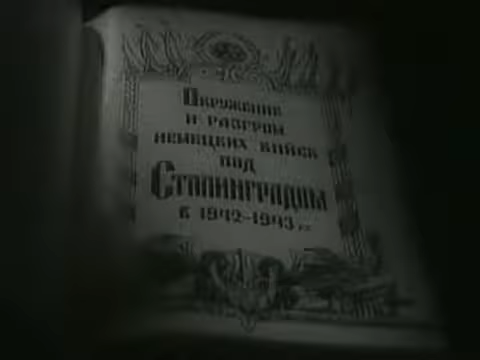 Окружение
и разгром
немецких войск
под
Сталинградом
в 1942-1943 гг